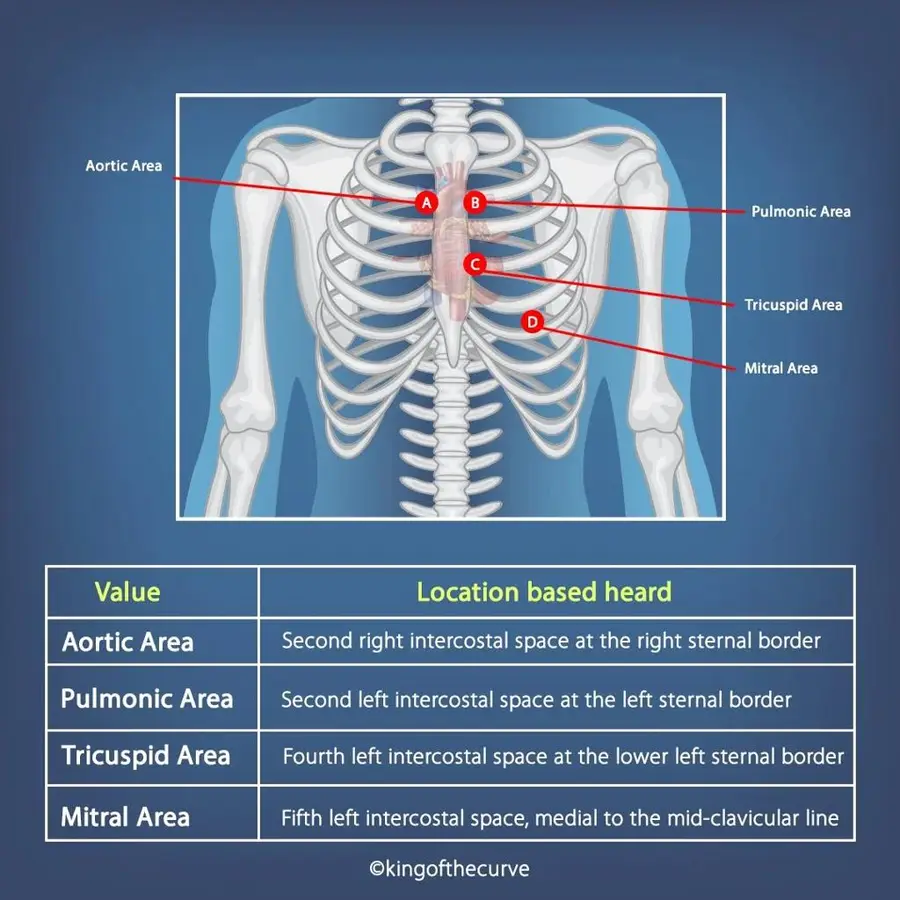 Aortic Area
A
B
Pulmonic Area
C
Tricuspid Area
D
Mitral Area
Value
Location based heard
Aortic Area
Second right intercostal space at the right sternal border
Pulmonic Area
Second left intercostal space at the left sternal border
Tricuspid Area
Fourth left intercostal space at the lower left sternal border
Mitral Area
Fifth left intercostal space, medial to the mid-clavicular line
©kingofthecurve